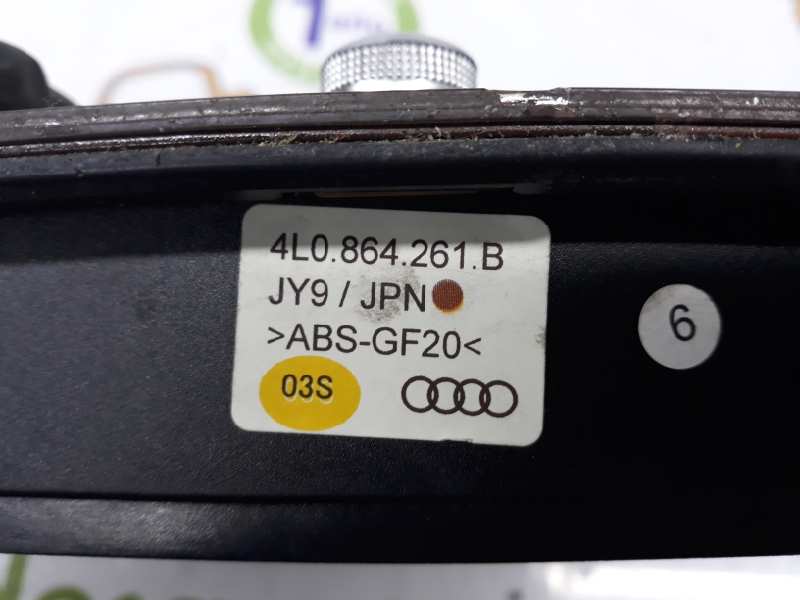 4L0.864.261.B
JY9 / JPN
>ABS-GF20<
03S
6